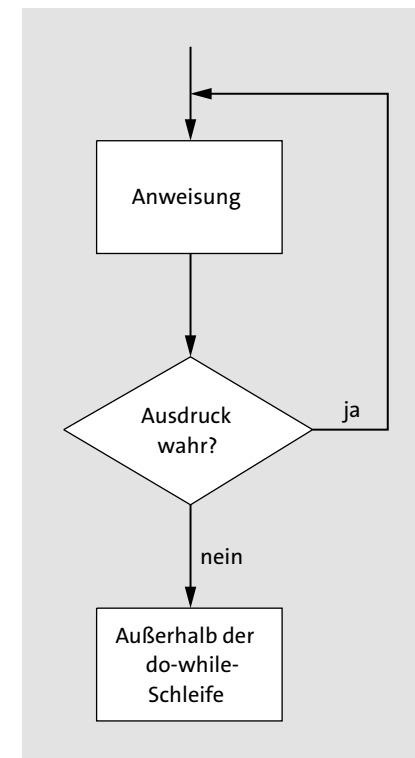 Anweisung
Ausdruck
wahr?
ja
nein
Außerhalb der
do-while-
Schleife